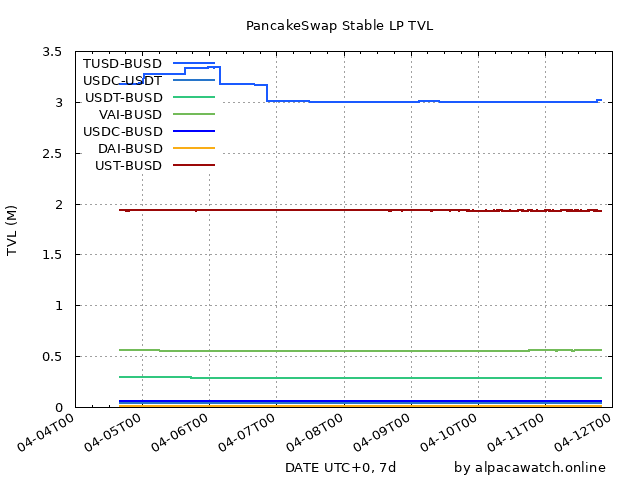 PancakeSwap Stable LP TVL
3.5
3
2.5
2
1.5
1
0.5
0
TVL (M)
TUSD-BUSD
USDC-USDT
USDT-BUSD
VAI-BUSD
USDC-BUSD
DAI-BUSD
UST-BUSD
04-04T00
04-05T00
04-06T00
04-07T00
04-08T00
04-09T00
04-10T00
04-11T00
04-12T00
DATE UTC+0, 7d
by alpacawatch.online